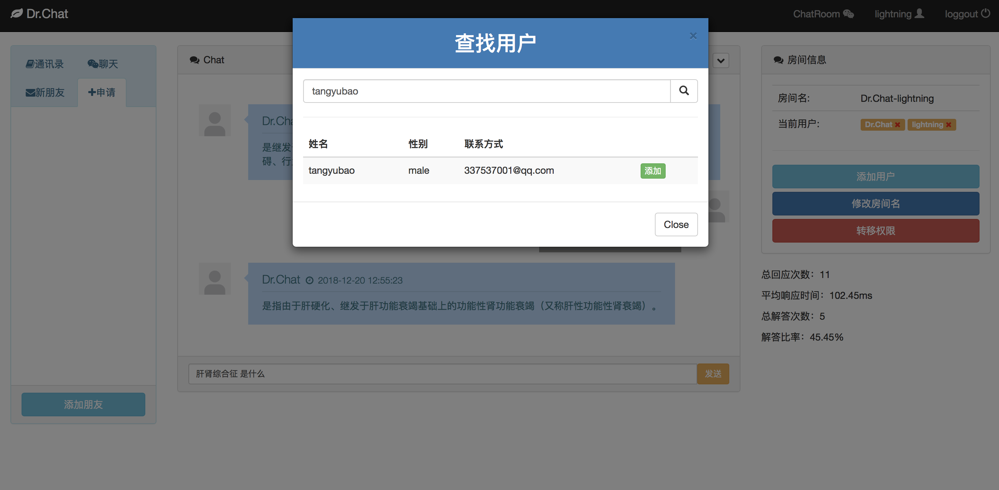 Dr.Chat
ChatRoom
lightning
loggout
查找用户
×
tangyubao
姓名 性别 联系方式
tangyubao male 337537001@qq.com 添加
Close
通讯录
聊天
新朋友
申请
添加朋友
Chat
Dr.Cha
是继发
碍、行
Dr.Chat 2018-12-20 12:55:23
是指由于肝硬化、继发于肝功能衰竭基础上的功能性肾功能衰竭（又称肝性功能性肾衰竭）。
肝肾综合征 是什么
发送
房间信息
房间名: Dr.Chat-lightning
当前用户: Dr.Chat lightning
添加用户
修改房间名
转移权限
总回应次数：11
平均响应时间：102.45ms
总解答次数：5
解答比率：45.45%